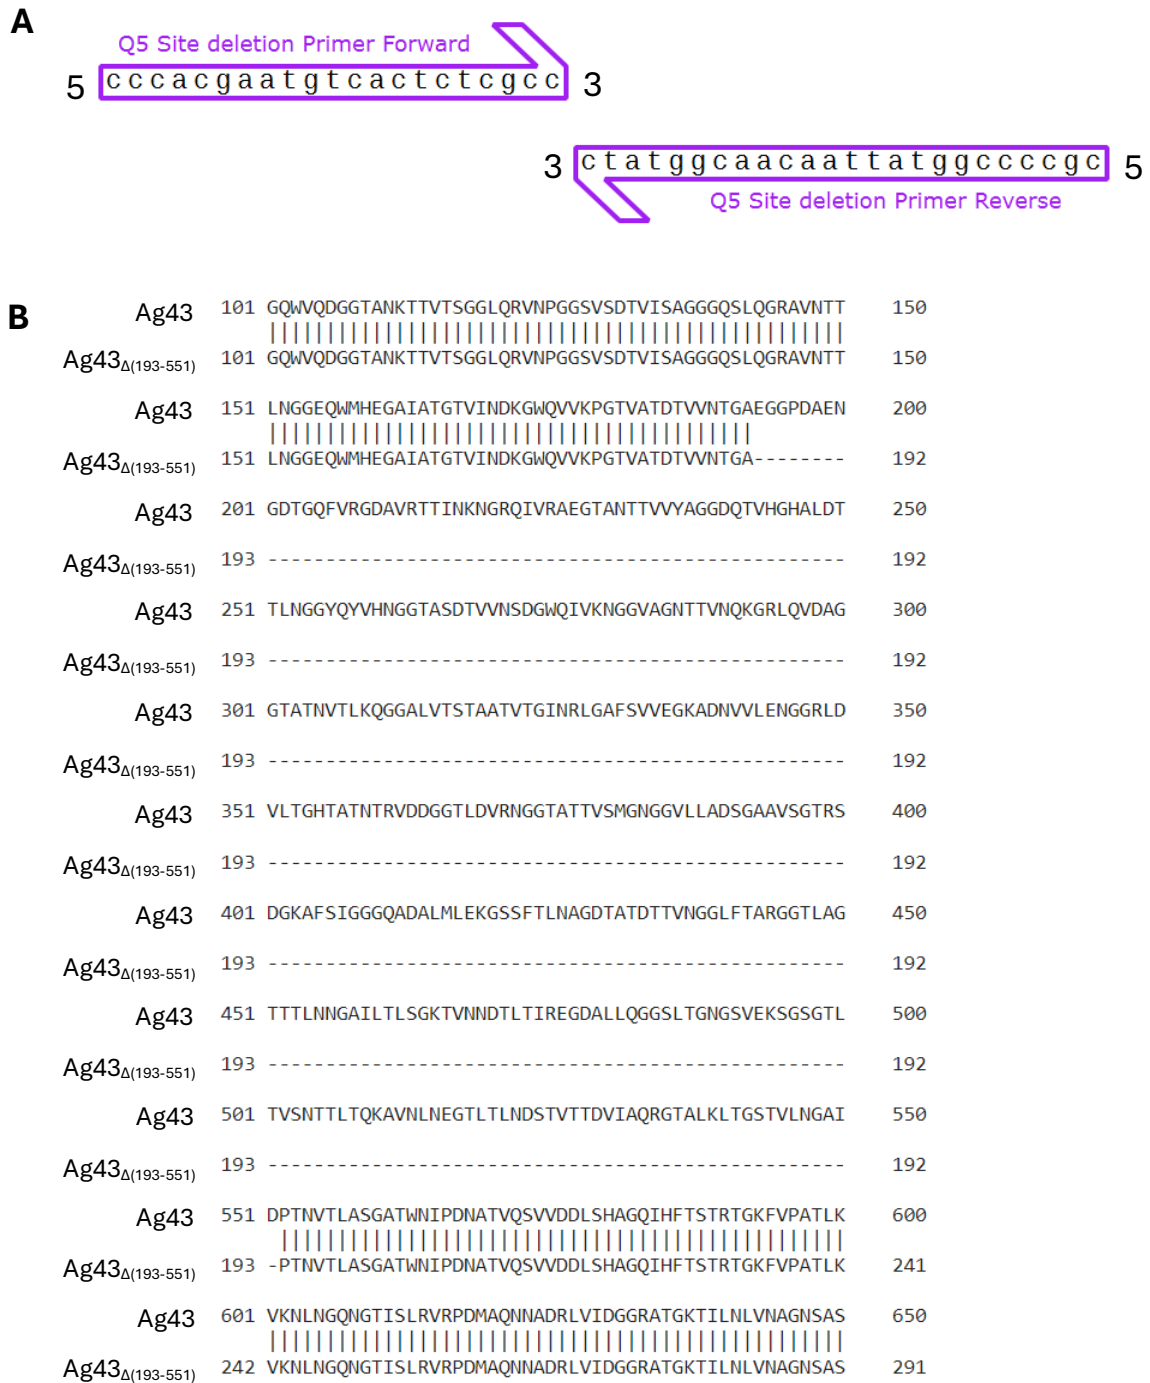 A
Q5 Site deletion Primer Forward
5 cccacgaatgtcactctcgcc 3
3 ctatggcaacaattatggccccgc 5
Q5 Site deletion Primer Reverse
B
Ag43 101 GQWVQDGGTANKTTVTSGGLQRVNPGGSVSDTVISAGGGQSLQGRAVNTT 150
||||||||||||||||||||||||||||||||||||||||||||||||||
Ag43Δ(193-551) 101 GQWVQDGGTANKTTVTSGGLQRVNPGGSVSDTVISAGGGQSLQGRAVNTT 150
Ag43 151 LNGGEQWMHEGAIATGTVINDKGWQVVKPGTVATDTVVNTGAEGGPDAEN 200
||||||||||||||||||||||||||||||||||||||||||
Ag43Δ(193-551) 151 LNGGEQWMHEGAIATGTVINDKGWQVVKPGTVATDTVVNTGA-------- 192
Ag43 201 GDTGQFVRGDAVRTTINKNGRQIVRAEGTANTTVVYAGGDQTVHGHALDT 250
Ag43Δ(193-551) 193 -------------------------------------------------- 192
Ag43 251 TLNGGYQYVHNGGTASDTVVNSDGWQIVKNGGVAGNTTVNQKGRLQVDAG 300
Ag43Δ(193-551) 193 -------------------------------------------------- 192
Ag43 301 GTATNVTLKQGGALVTSTAATVTGINRLGAFSVVEGKADNVVLENGGRLD 350
Ag43Δ(193-551) 193 -------------------------------------------------- 192
Ag43 351 VLTGHTATNTRVDDGGTLDVRNGGTATTVSMGNGGVLLADSGAAVSGTRS 400
Ag43Δ(193-551) 193 -------------------------------------------------- 192
Ag43 401 DGKAFSIGGGQADALMLEKGSSFTLNAGDTATDTTVNGGLFTARGGTLAG 450
Ag43Δ(193-551) 193 -------------------------------------------------- 192
Ag43 451 TTTLNNGAILTLSGKTVNNDTLTIREGDALLQGGSLTGNGSVEKSGSGTL 500
Ag43Δ(193-551) 193 -------------------------------------------------- 192
Ag43 501 TVSNTTLTQKAVNLNEGTLTLNDSTVTTDVIAQRGTALKLTGSTVLNGAI 550
Ag43Δ(193-551) 193 -------------------------------------------------- 192
Ag43 551 DPTNVTLASGATWNIPDNATVQSVVDDLSHAGQIHFTSTRTGKFVPATLK 600
|||||||||||||||||||||||||||||||||||||||||||||||||
Ag43Δ(193-551) 193 -PTNVTLASGATWNIPDNATVQSVVDDLSHAGQIHFTSTRTGKFVPATLK 241
Ag43 601 VKNLNGQNGTISLRVRPDMAQNNADRLVIDGGRATGKTILNLVNAGNSAS 650
||||||||||||||||||||||||||||||||||||||||||||||||||
Ag43Δ(193-551) 242 VKNLNGQNGTISLRVRPDMAQNNADRLVIDGGRATGKTILNLVNAGNSAS 291